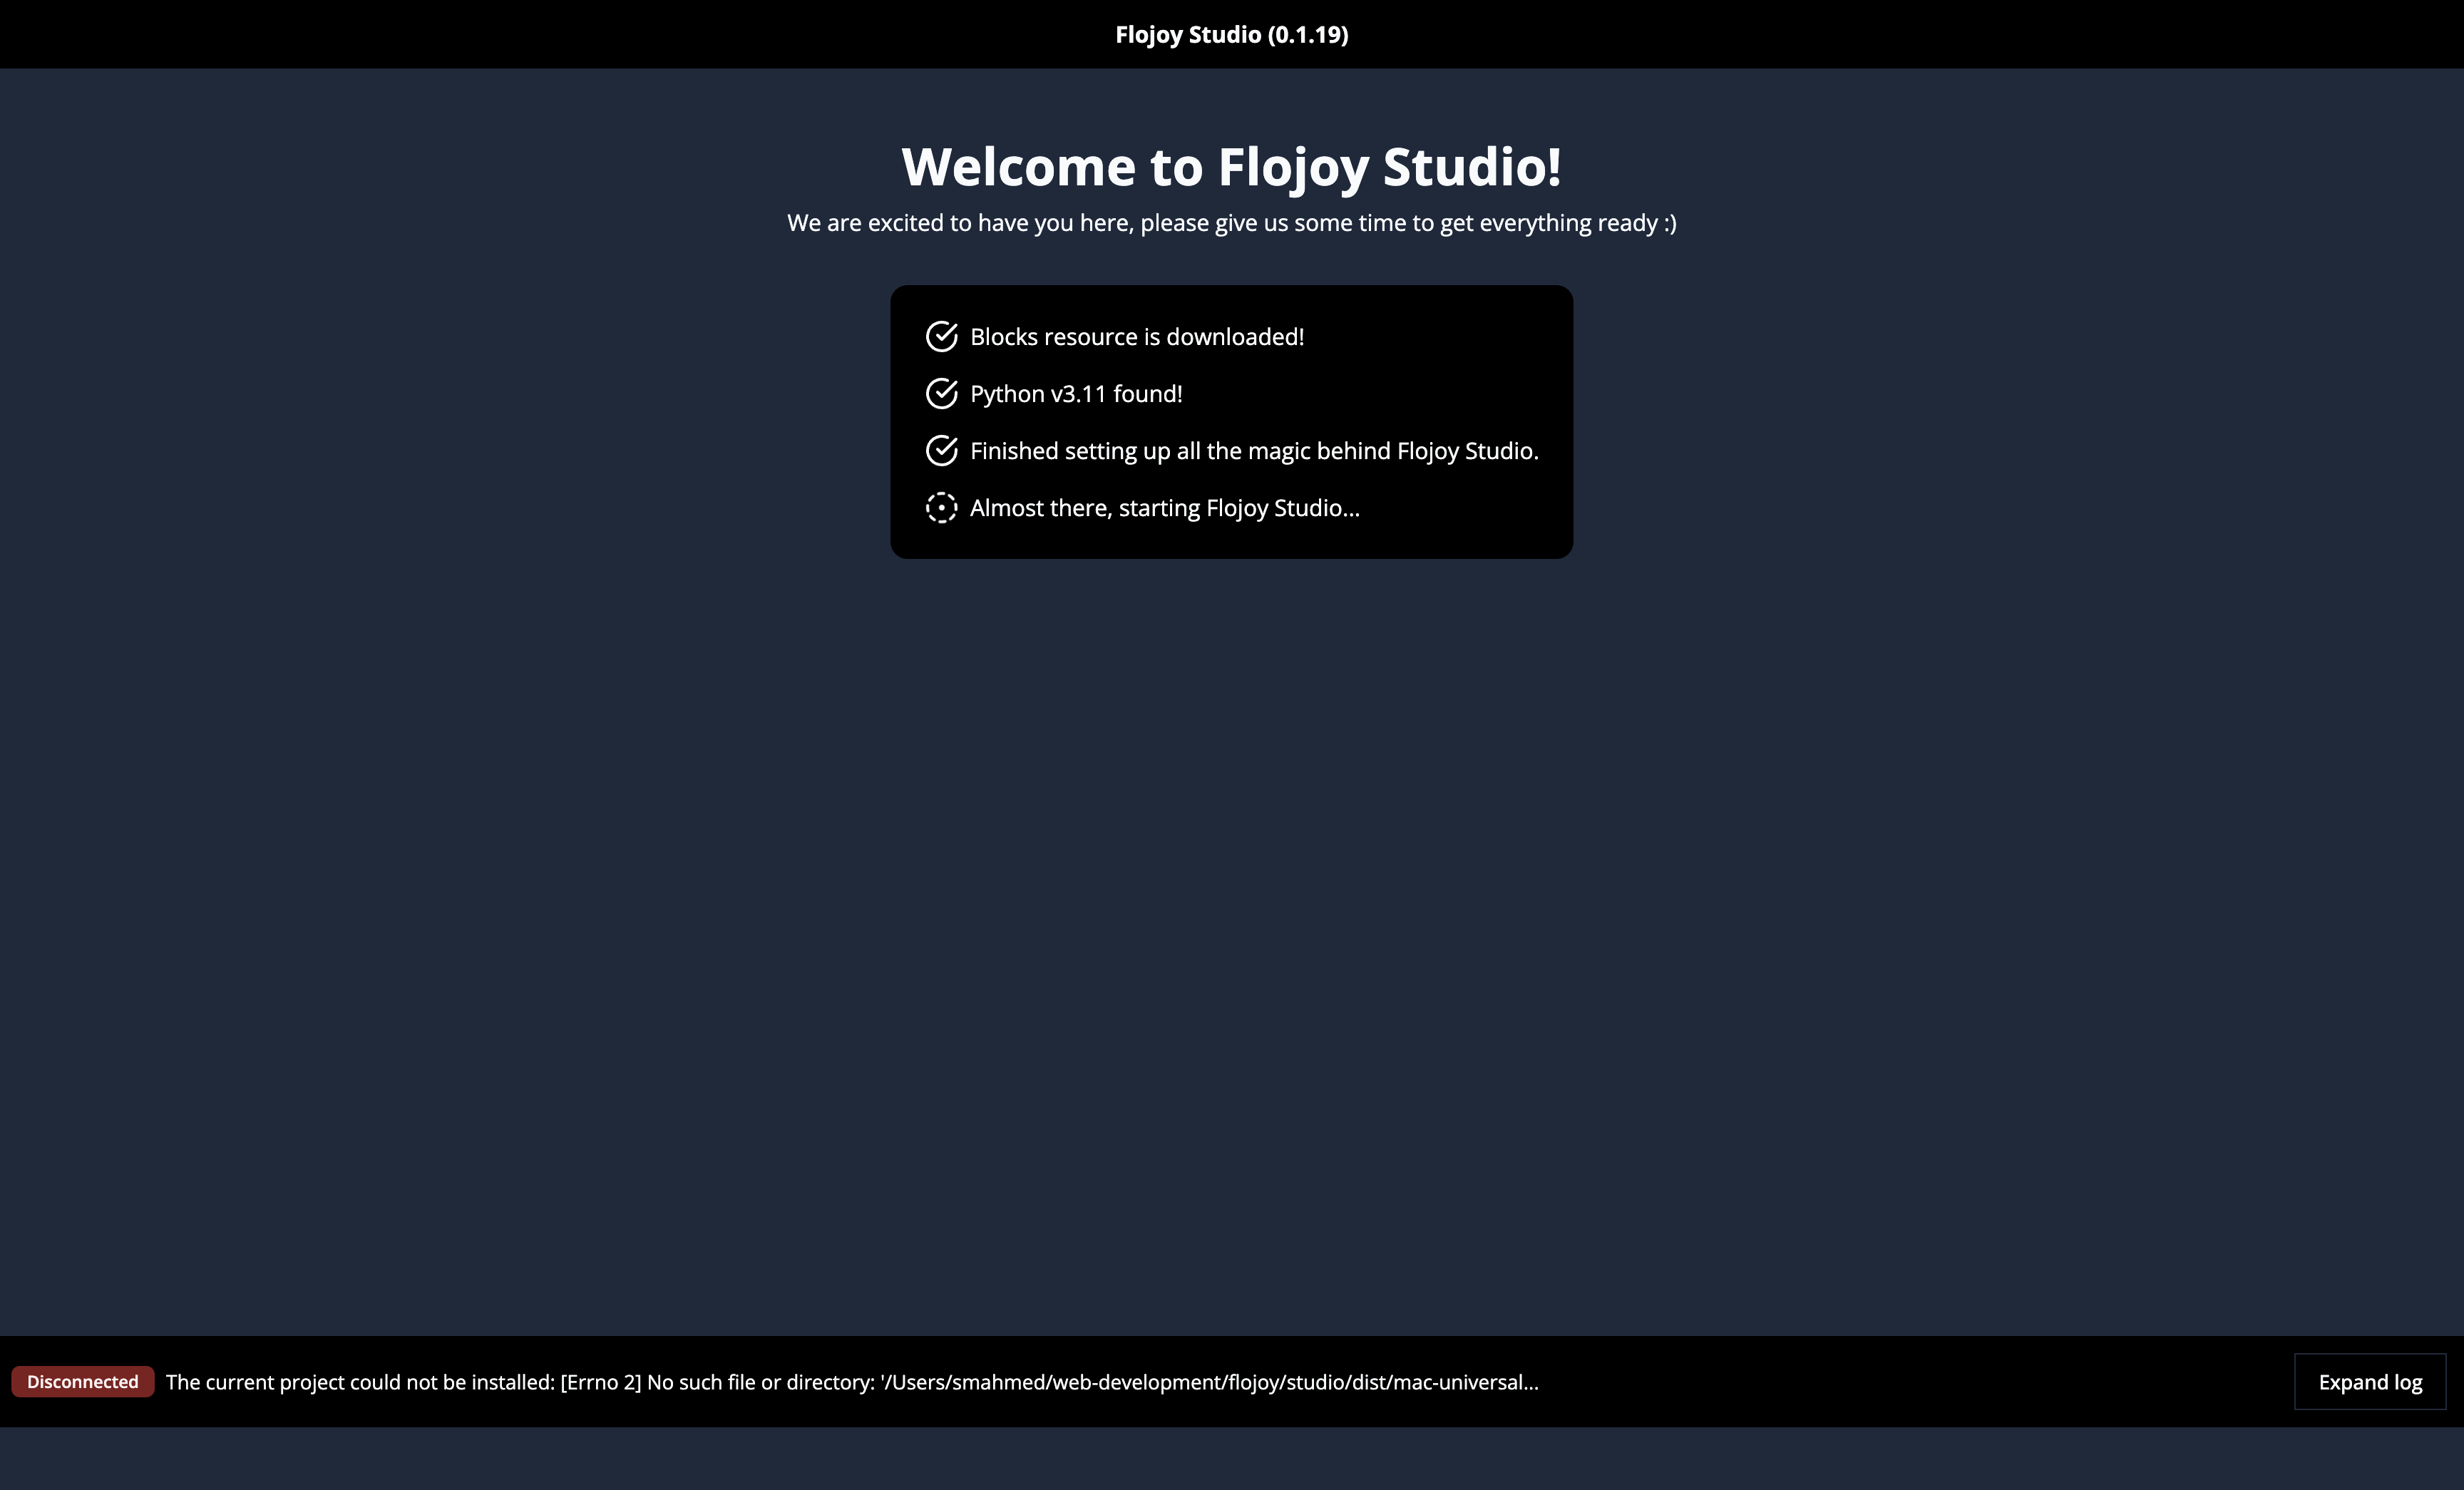 Flojoy Studio (0.1.19)
Welcome to Flojoy Studio!
We are excited to have you here, please give us some time to get everything ready :)
Blocks resource is downloaded!
Python v3.11 found!
Finished setting up all the magic behind Flojoy Studio.
Almost there, starting Flojoy Studio...
Disconnected The current project could not be installed: [Errno 2] No such file or directory: '/Users/smahmed/web-development/flojoy/studio/dist/mac-universal... Expand log